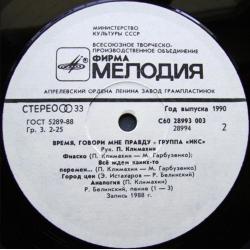 МИНИСТЕРСТВО
КУЛЬТУРЫ СССР
ВСЕСОЮЗНОЕ ТВОРЧЕСКО-
ПРОИЗВОДСТВЕННОЕ ОБЪЕДИНЕНИЕ
ФИРМА
МЕЛОДИЯ
АПРЕЛЕВСКИЙ ОРДЕНА ЛЕНИНА ЗАВОД ГРАМПЛАСТИНОК
СТЕРЕО 33
Год выпуска 1990
ГОСТ 5289-88
С60 28993 003
Гр. 3. 2-25
28994
2
ВРЕМЯ, ГОВОРИ МНЕ ПРАВДУ • ГРУППА «ИКС»
Рук. П. Климахин
Фиаско (П. Климахин — М. Гарбузенко)
Всё ждем каких-то
перемен... (П. Климахин — М. Гарбузенко)
Город цен (Э. Истахаров — Р. Белинский)
Аналогия (П. Климахин)
Р. Белинский, пение (1 — 3)
Запись 1988 г.